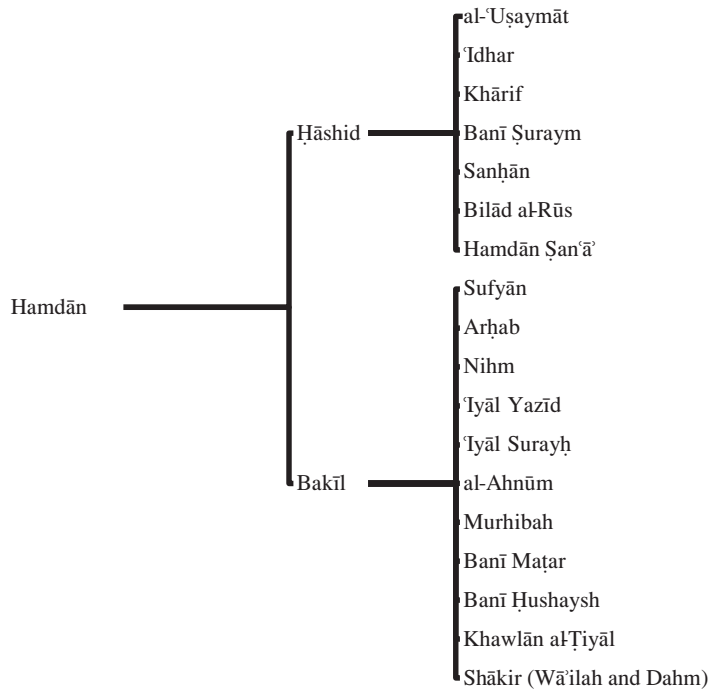 al-ʿUṣaymāt
ʿIdhar
Khārif
Ḥāshid
Banī Ṣuraym
Sanḥān
Bilād al-Rūs
Hamdān Ṣanʿāʾ
Sufyān
Hamdān
Arḥab
Nihm
ʿIyāl Yazīd
ʿIyāl Surayḥ
Bakīl
al-Ahnūm
Murhibah
Banī Maṭar
Banī Ḥushaysh
Khawlān al-Ṭiyāl
Shākir (Wāʾilah and Dahm)